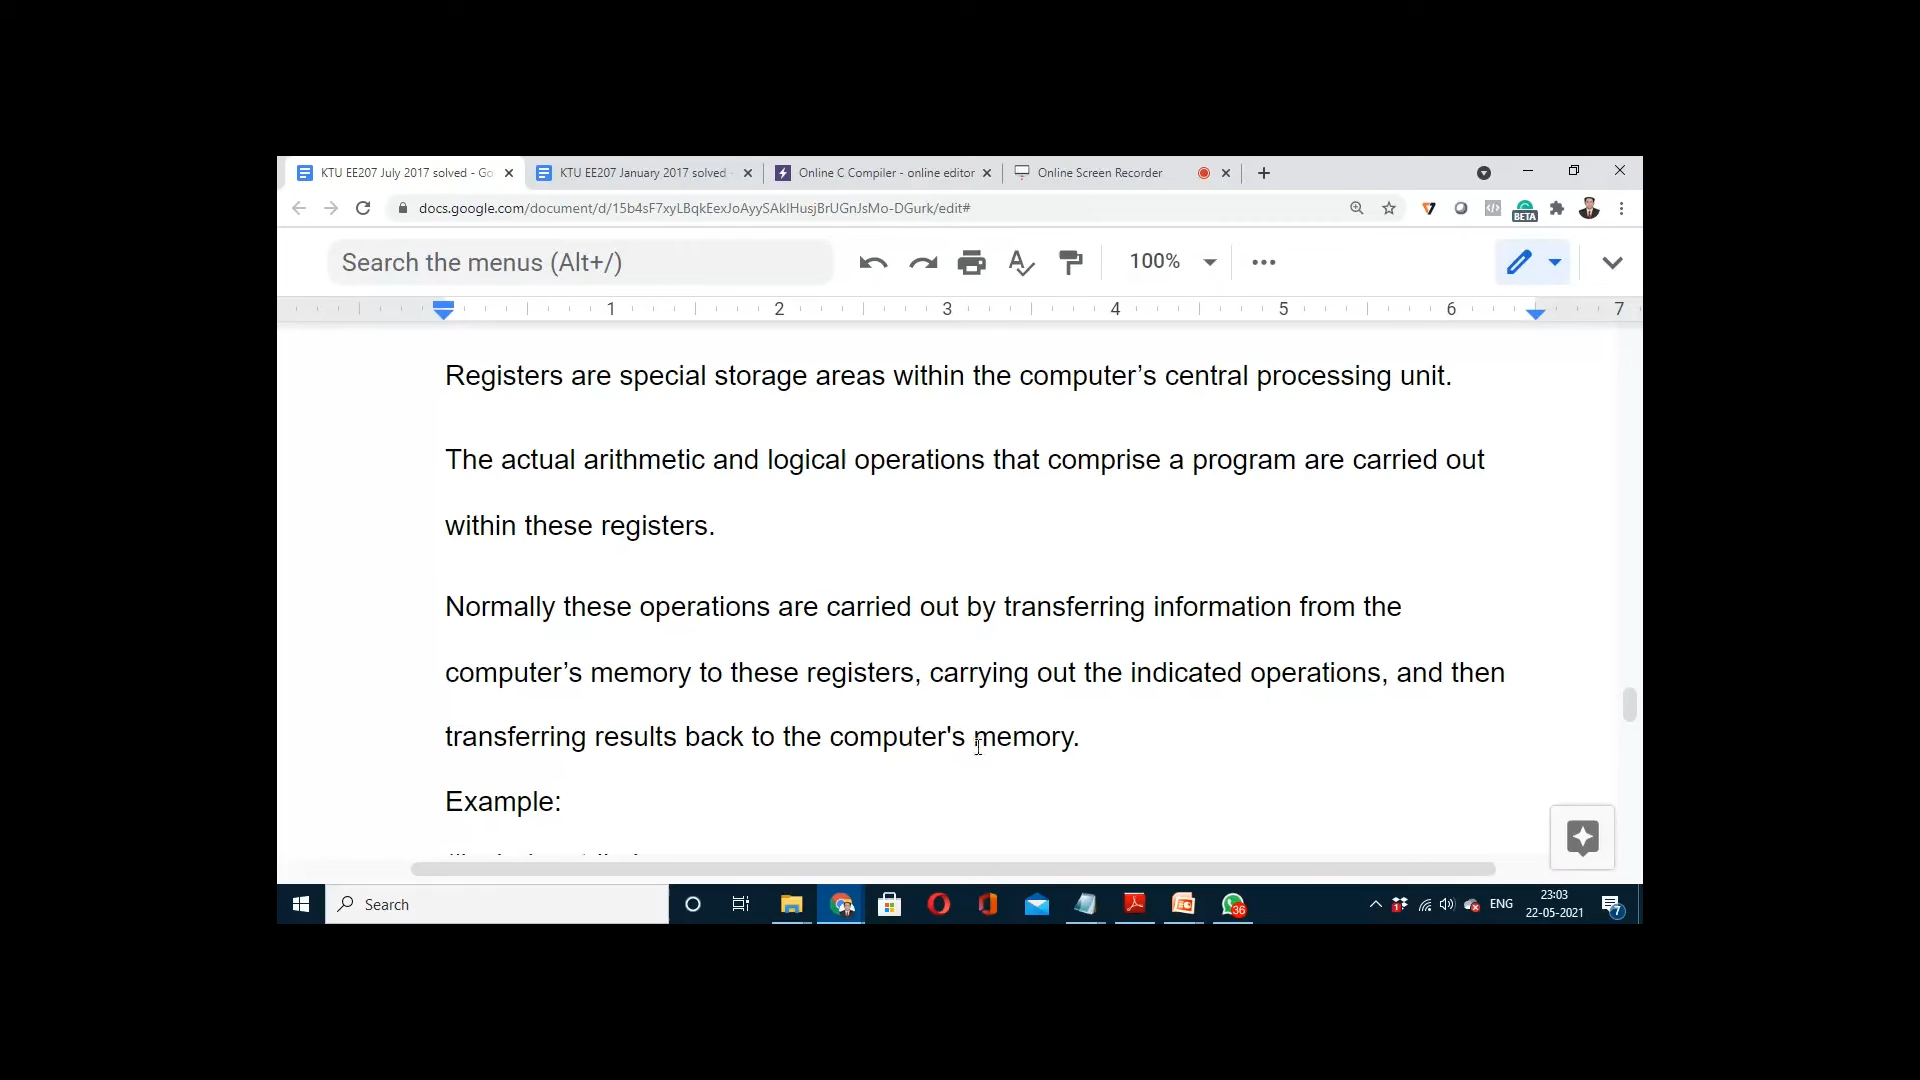 KTU EE207 July 2017 solved - Go
KTU EE207 January 2017 solved -
Online C Compiler - online editor
Online Screen Recorder
docs.google.com/document/d/15b4sF7xyLBqkEexJoAyySAkIHusjBrUGnJsMo-DGurk/edit#
BETA
Search the menus (Alt+/)
100%
1 2 3 4 5 6 7
Registers are special storage areas within the computer’s central processing unit.
The actual arithmetic and logical operations that comprise a program are carried out
within these registers.
Normally these operations are carried out by transferring information from the
computer’s memory to these registers, carrying out the indicated operations, and then
transferring results back to the computer's memory.
Example:
Search
36
1
ENG
23:03
22-05-2021
7